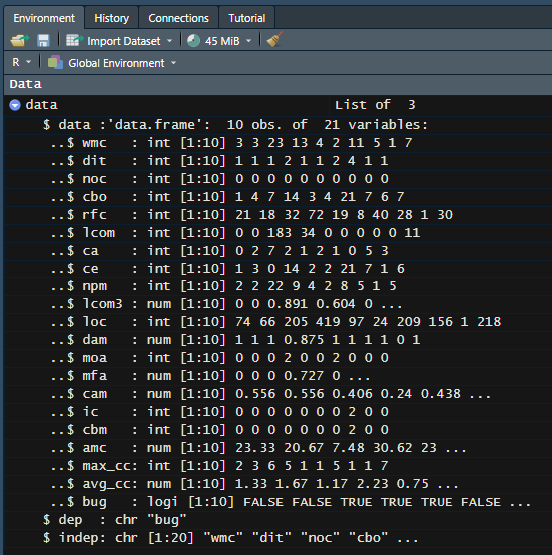 Environment History Connections Tutorial
Import Dataset 45 MiB
R Global Environment
Data
data List of 3
$ data :'data.frame': 10 obs. of 21 variables:
..$ wmc : int [1:10] 3 3 23 13 4 2 11 5 1 7
..$ dit : int [1:10] 1 1 1 2 1 1 2 4 1 1
..$ noc : int [1:10] 0 0 0 0 0 0 0 0 0 0
..$ cbo : int [1:10] 1 4 7 14 3 4 21 7 6 7
..$ rfc : int [1:10] 21 18 32 72 19 8 40 28 1 30
..$ lcom : int [1:10] 0 0 183 34 0 0 0 0 0 11
..$ ca : int [1:10] 0 2 7 2 1 2 1 0 5 3
..$ ce : int [1:10] 1 3 0 14 2 2 21 7 1 6
..$ npm : int [1:10] 2 2 22 9 4 2 8 5 1 5
..$ lcom3 : num [1:10] 0 0 0.891 0.604 0 ...
..$ loc : int [1:10] 74 66 205 419 97 24 209 156 1 218
..$ dam : num [1:10] 1 1 1 0.875 1 1 1 1 0 1
..$ moa : int [1:10] 0 0 0 2 0 0 2 0 0 0
..$ mfa : num [1:10] 0 0 0 0.727 0 ...
..$ cam : num [1:10] 0.556 0.556 0.406 0.24 0.438 ...
..$ ic : int [1:10] 0 0 0 0 0 0 0 2 0 0
..$ cbm : int [1:10] 0 0 0 0 0 0 0 2 0 0
..$ amc : num [1:10] 23.33 20.67 7.48 30.62 23 ...
..$ max_cc: int [1:10] 2 3 6 5 1 1 5 1 1 7
..$ avg_cc: num [1:10] 1.33 1.67 1.17 2.23 0.75 ...
..$ bug : logi [1:10] FALSE FALSE TRUE TRUE TRUE FALSE ...
$ dep : chr "bug"
$ indep: chr [1:20] "wmc" "dit" "noc" "cbo" ...